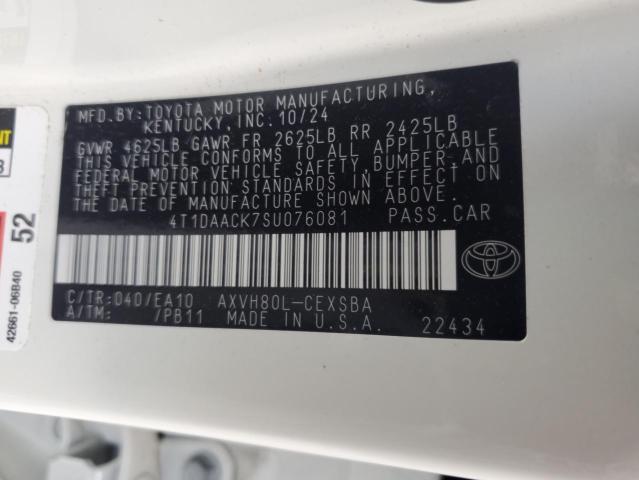 MFD.BY:TOYOTA MOTOR MANUFACTURING,
KENTUCKY,INC.10/24
GVWR 4625LB GAWR FR 2625LB RR 2425LB
THIS VEHICLE CONFORMS TO ALL APPLICABLE
FEDERAL MOTOR VEHICLE SAFETY,BUMPER,AND
THEFT PREVENTION STANDARDS IN EFFECT ON
THE DATE OF MANUFACTURE SHOWN ABOVE.
4T1DAACK7SU076081 PASS.CAR
C/TR:040/EA10 AXVH80L-CEXSBA
A/TM: /PB11 MADE IN U.S.A. 22434
52
42661-06B40